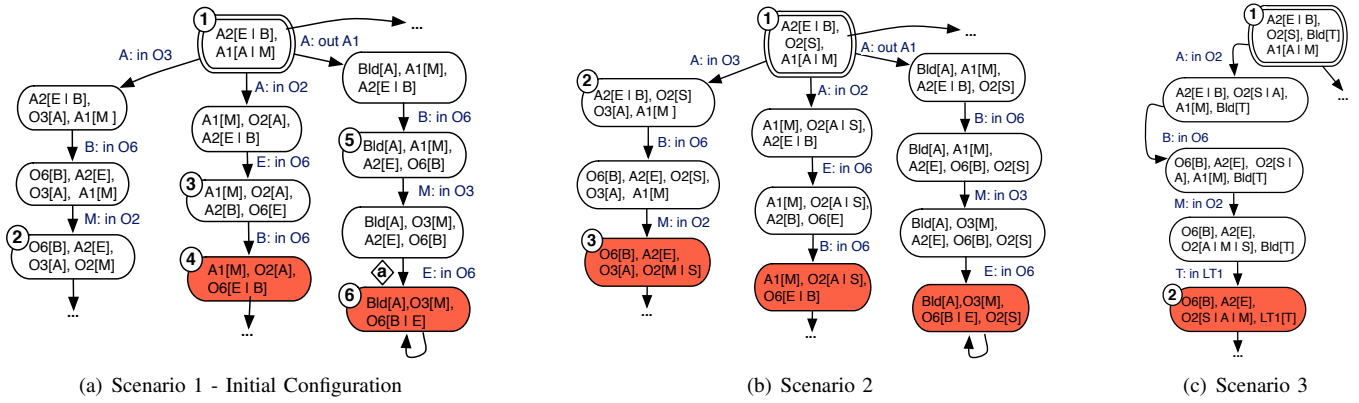 1
A2[E | B],
A1[A | M]
...
A: in O3
A: out A1
A: in O2
A2[E | B],
O3[A], A1[M ]
B: in O6
O6[B], A2[E],
O3[A], A1[M]
M: in O2
2
O6[B], A2[E],
O3[A], O2[M]
...
A1[M], O2[A],
A2[E | B]
E: in O6
3
A1[M], O2[A],
A2[B], O6[E]
B: in O6
4
A1[M], O2[A],
O6[E | B]
...
Bld[A], A1[M],
A2[E | B]
B: in O6
5
Bld[A], A1[M],
A2[E], O6[B]
M: in O3
Bld[A], O3[M],
A2[E], O6[B]
a
E: in O6
6
Bld[A],O3[M],
O6[B | E]
(a) Scenario 1 - Initial Configuration
1
A2[E | B],
O2[S],
A1[A | M]
...
A: in O3
A: out A1
A: in O2
2
A2[E | B], O2[S]
O3[A], A1[M ]
B: in O6
O6[B], A2[E], O2[S],
O3[A], A1[M]
M: in O2
3
O6[B], A2[E],
O3[A], O2[M | S]
...
A1[M], O2[A | S],
A2[E | B]
E: in O6
A1[M], O2[A | S],
A2[B], O6[E]
B: in O6
A1[M], O2[A | S],
O6[E | B]
...
Bld[A], A1[M],
A2[E | B], O2[S]
B: in O6
Bld[A], A1[M],
A2[E], O6[B], O2[S]
M: in O3
Bld[A], O3[M],
A2[E], O6[B], O2[S]
E: in O6
Bld[A],O3[M],
O6[B | E], O2[S]
(b) Scenario 2
1
A2[E | B],
O2[S], Bld[T]
A1[A | M]
...
A: in O2
A2[E | B], O2[S | A],
A1[M], Bld[T]
B: in O6
O6[B], A2[E], O2[S |
A], A1[M], Bld[T]
M: in O2
O6[B], A2[E],
O2[A | M | S], Bld[T]
T: in LT1
2
O6[B], A2[E],
O2[S | A | M], LT1[T]
...
(c) Scenario 3